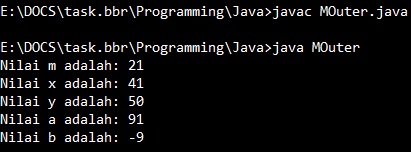 E:\DOCS\task.bbr\Programming\Java>javac MOuter.java
E:\DOCS\task.bbr\Programming\Java>java MOuter
Nilai m adalah: 21
Nilai x adalah: 41
Nilai y adalah: 50
Nilai a adalah: 91
Nilai b adalah: -9